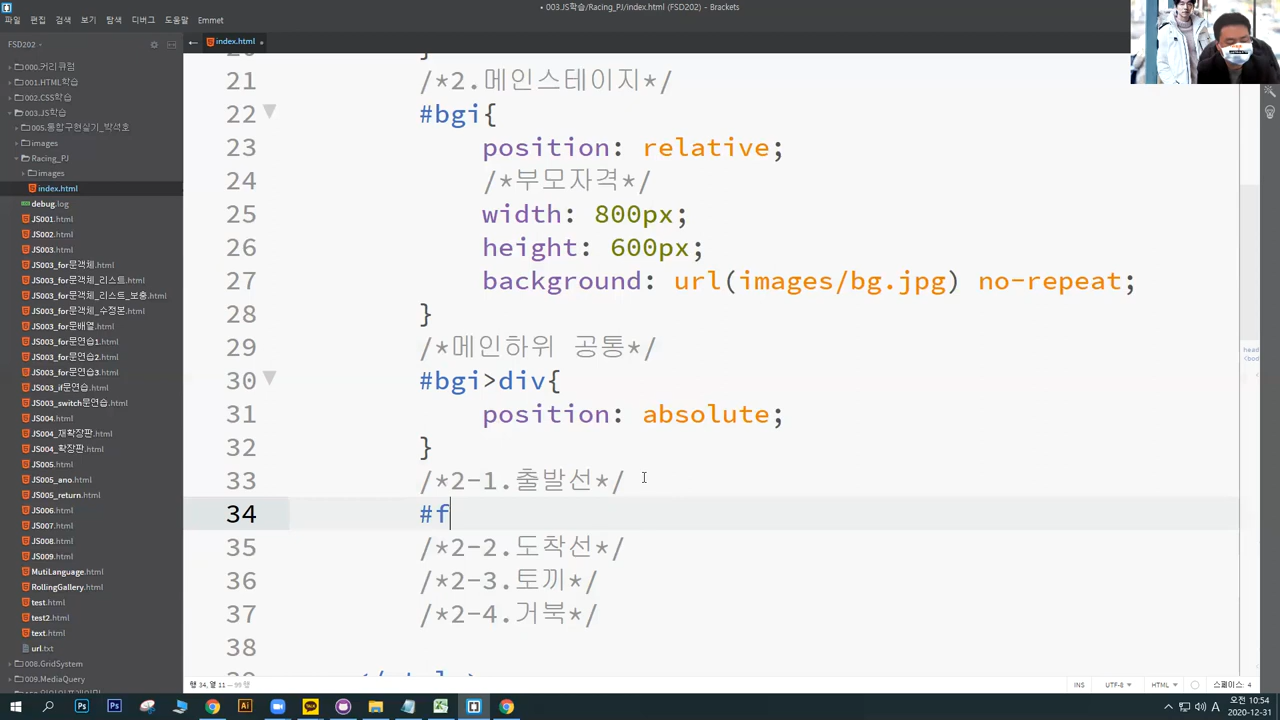 003.JS학습/Racing_PJ/index.html (FSD202) - Brackets
파일 편집 검색 보기 탐색 디버그 도움말 Emmet
FSD202
index.html
000.커리큐럼
001.HTML학습
002.CSS학습
003.JS학습
005.통합구현실기_박석호
images
Racing_PJ
images
index.html
debug.log
JS001.html
JS002.html
JS003.html
JS003_for문객체.html
JS003_for문객체_리스트.html
JS003_for문객체_리스트_보충.html
JS003_for문객체_수정본.html
JS003_for문배열.html
JS003_for문연습1.html
JS003_for문연습2.html
JS003_for문연습3.html
JS003_if문연습.html
JS003_switch문연습.html
JS004.html
JS004_재확장판.html
JS004_확장판.html
JS005.html
JS005_ano.html
JS005_return.html
JS006.html
JS007.html
JS008.html
JS009.html
MutiLanguage.html
RollingGallery.html
test.html
test2.html
text.html
url.txt
008.GridSystem
009.MediaQuery
21 /*2.메인스테이지*/
22 #bgi{
23 position: relative;
24 /*부모자격*/
25 width: 800px;
26 height: 600px;
27 background: url(images/bg.jpg) no-repeat;
28 }
29 /*메인하위 공통*/
30 #bgi>div{
31 position: absolute;
32 }
33 /*2-1.출발선*/
34 #f
35 /*2-2.도착선*/
36 /*2-3.토끼*/
37 /*2-4.거북*/
38
head
<body
행 34, 열 11 — 99 행
INS UTF-8 HTML 스페이스: 4
A 오전 10:54
2020-12-31